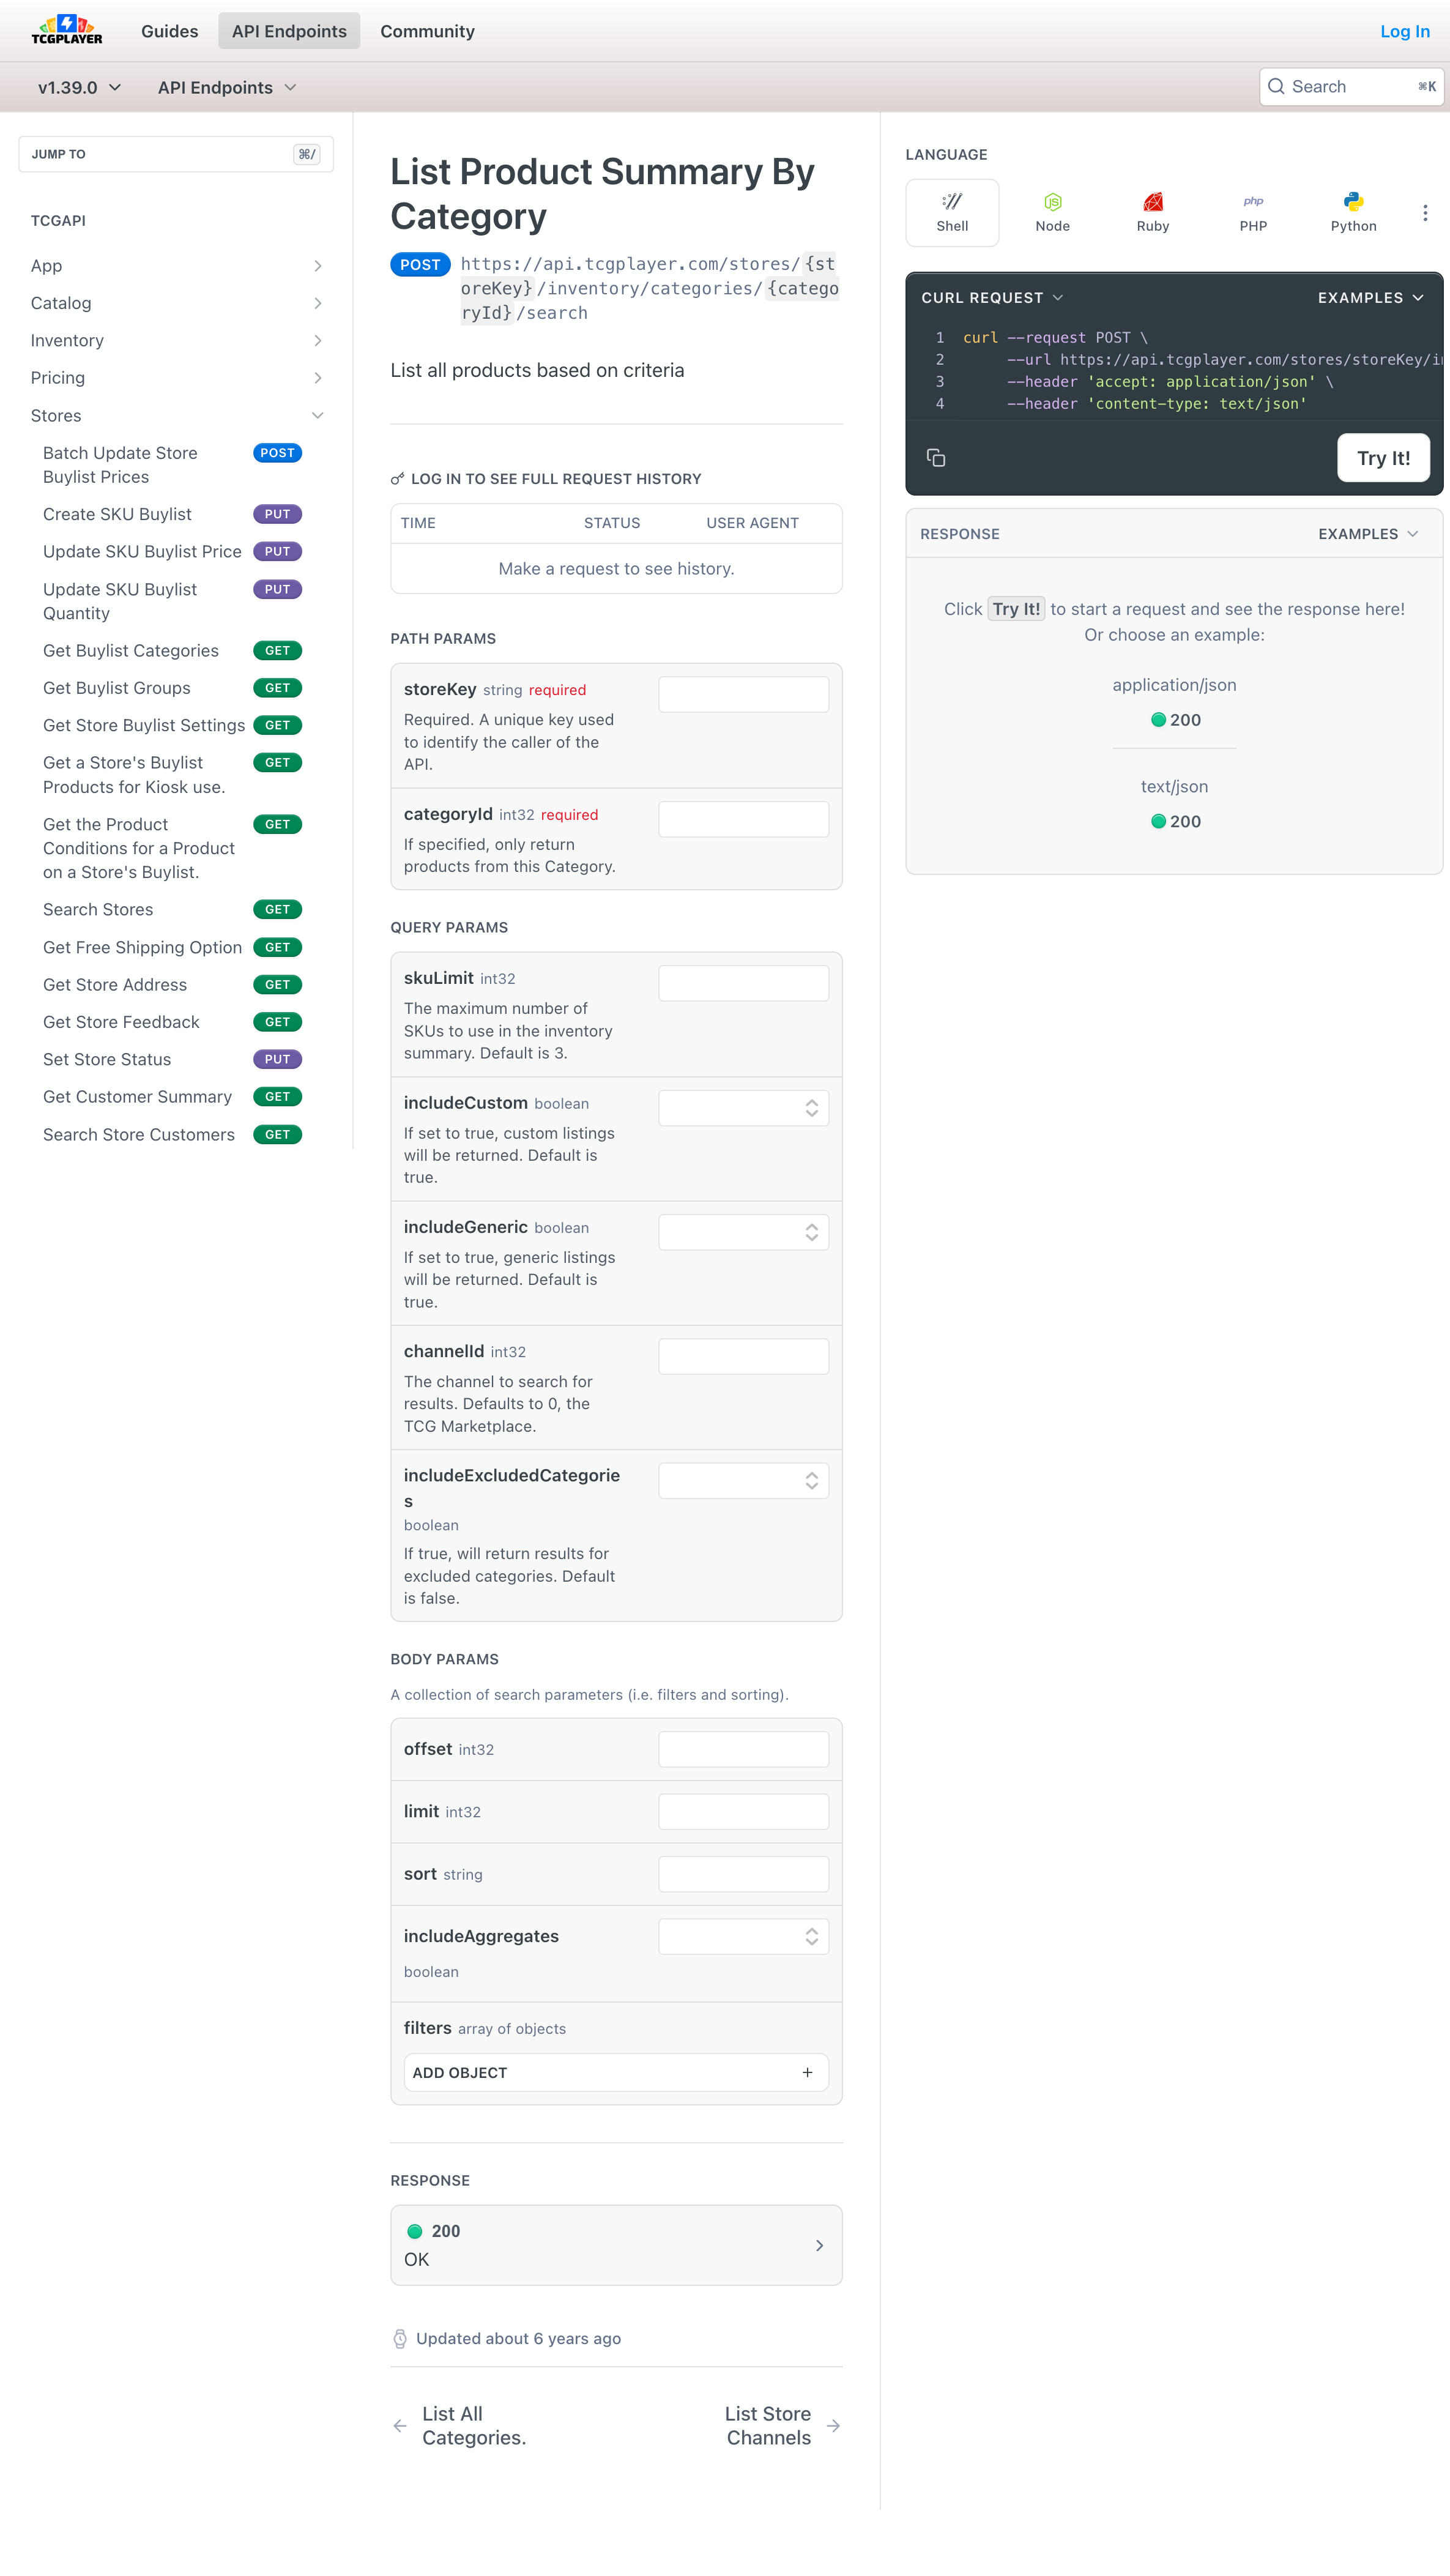 TCGPLAYER
Guides
API Endpoints
Community
Log In
v1.39.0
API Endpoints
Search
⌘K
JUMP TO
⌘/
TCGAPI
App
Catalog
Inventory
Pricing
Stores
Batch Update Store
Buylist Prices
POST
Create SKU Buylist
PUT
Update SKU Buylist Price
PUT
Update SKU Buylist
Quantity
PUT
Get Buylist Categories
GET
Get Buylist Groups
GET
Get Store Buylist Settings
GET
Get a Store's Buylist
Products for Kiosk use.
GET
Get the Product
Conditions for a Product
on a Store's Buylist.
GET
Search Stores
GET
Get Free Shipping Option
GET
Get Store Address
GET
Get Store Feedback
GET
Set Store Status
PUT
Get Customer Summary
GET
Search Store Customers
GET
List Product Summary By
Category
POST
https://api.tcgplayer.com/stores/{st
oreKey}/inventory/categories/{catego
ryId}/search
List all products based on criteria
LOG IN TO SEE FULL REQUEST HISTORY
TIME STATUS USER AGENT
Make a request to see history.
PATH PARAMS
storeKey string required
Required. A unique key used
to identify the caller of the
API.
categoryId int32 required
If specified, only return
products from this Category.
QUERY PARAMS
skuLimit int32
The maximum number of
SKUs to use in the inventory
summary. Default is 3.
includeCustom boolean
If set to true, custom listings
will be returned. Default is
true.
includeGeneric boolean
If set to true, generic listings
will be returned. Default is
true.
channelId int32
The channel to search for
results. Defaults to 0, the
TCG Marketplace.
includeExcludedCategorie
s
boolean
If true, will return results for
excluded categories. Default
is false.
BODY PARAMS
A collection of search parameters (i.e. filters and sorting).
offset int32
limit int32
sort string
includeAggregates
boolean
filters array of objects
ADD OBJECT +
RESPONSE
200
OK
Updated about 6 years ago
List All
Categories.
List Store
Channels
LANGUAGE
Shell
Node
Ruby
php
PHP
Python
CURL REQUEST
EXAMPLES
1 curl --request POST \
2 --url https://api.tcgplayer.com/stores/storeKey/i
3 --header 'accept: application/json' \
4 --header 'content-type: text/json'
Try It!
RESPONSE
EXAMPLES
Click Try It! to start a request and see the response here!
Or choose an example:
application/json
200
text/json
200